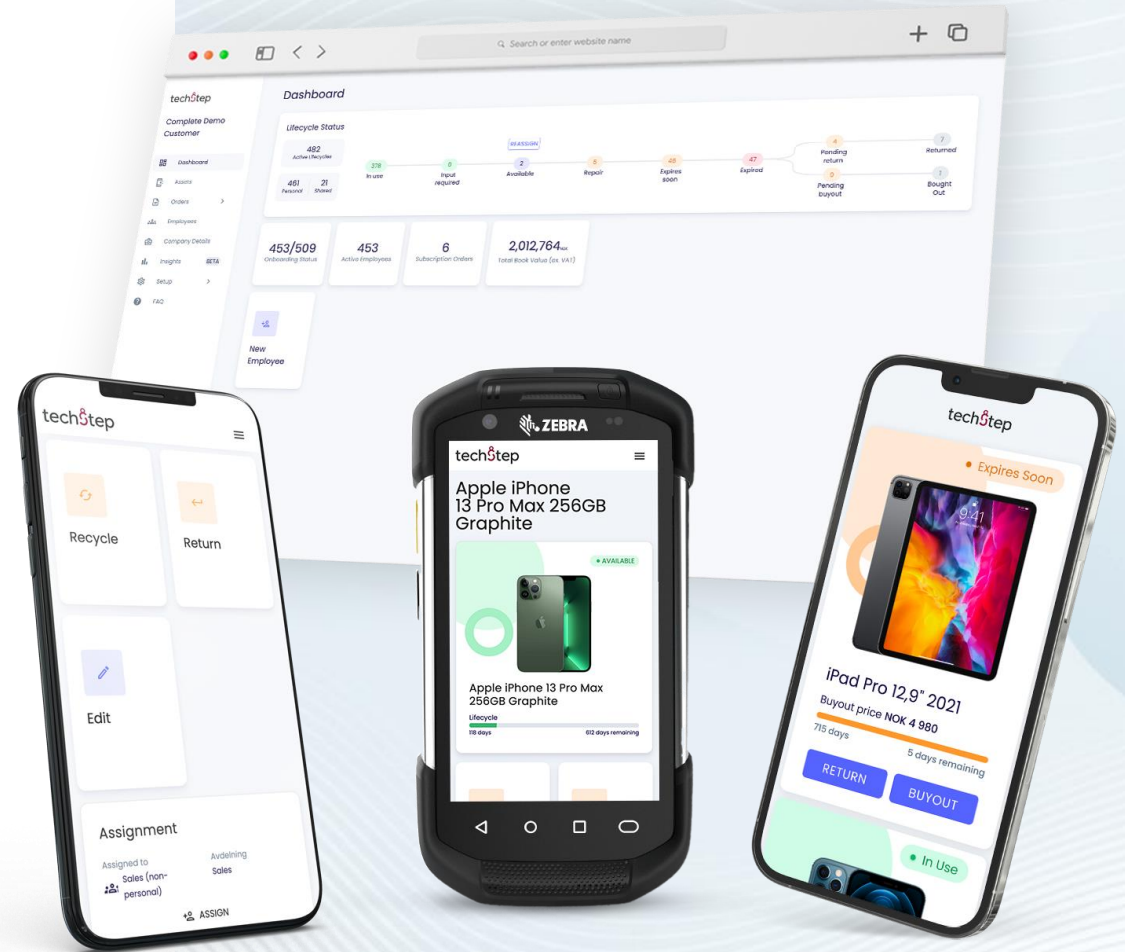 Search or enter website name
techstep
Complete Demo
Customer
Dashboard
Assets
Orders
Employees
Company Details
Insights BETA
Setup
FAQ
Dashboard
Lifecycle Status
482
Active Lifecycles
461
Personal
21
Shared
278
In use
Input
required
REASSIGN
2
Available
Repair
48
Expires
soon
47
Expired
4
Pending
return
Pending
buyout
7
Returned
1
Bought
Out
453/509
Onboarding Status
453
Active Employees
6
Subscription Orders
2,012,764 NOK
Total Book Value (ex. VAT)
New
Employee
techstep
Recycle
Return
Edit
Assignment
Assigned to
Sales (non-
personal)
Avdelning
Sales
ASSIGN
ZEBRA
techstep
Apple iPhone
13 Pro Max 256GB
Graphite
AVAILABLE
Apple iPhone 13 Pro Max
256GB Graphite
Lifecycle
118 days
612 days remaining
techstep
Expires Soon
9:41
iPad Pro 12,9" 2021
Buyout price NOK 4 980
715 days
5 days remaining
RETURN
BUYOUT
In Use